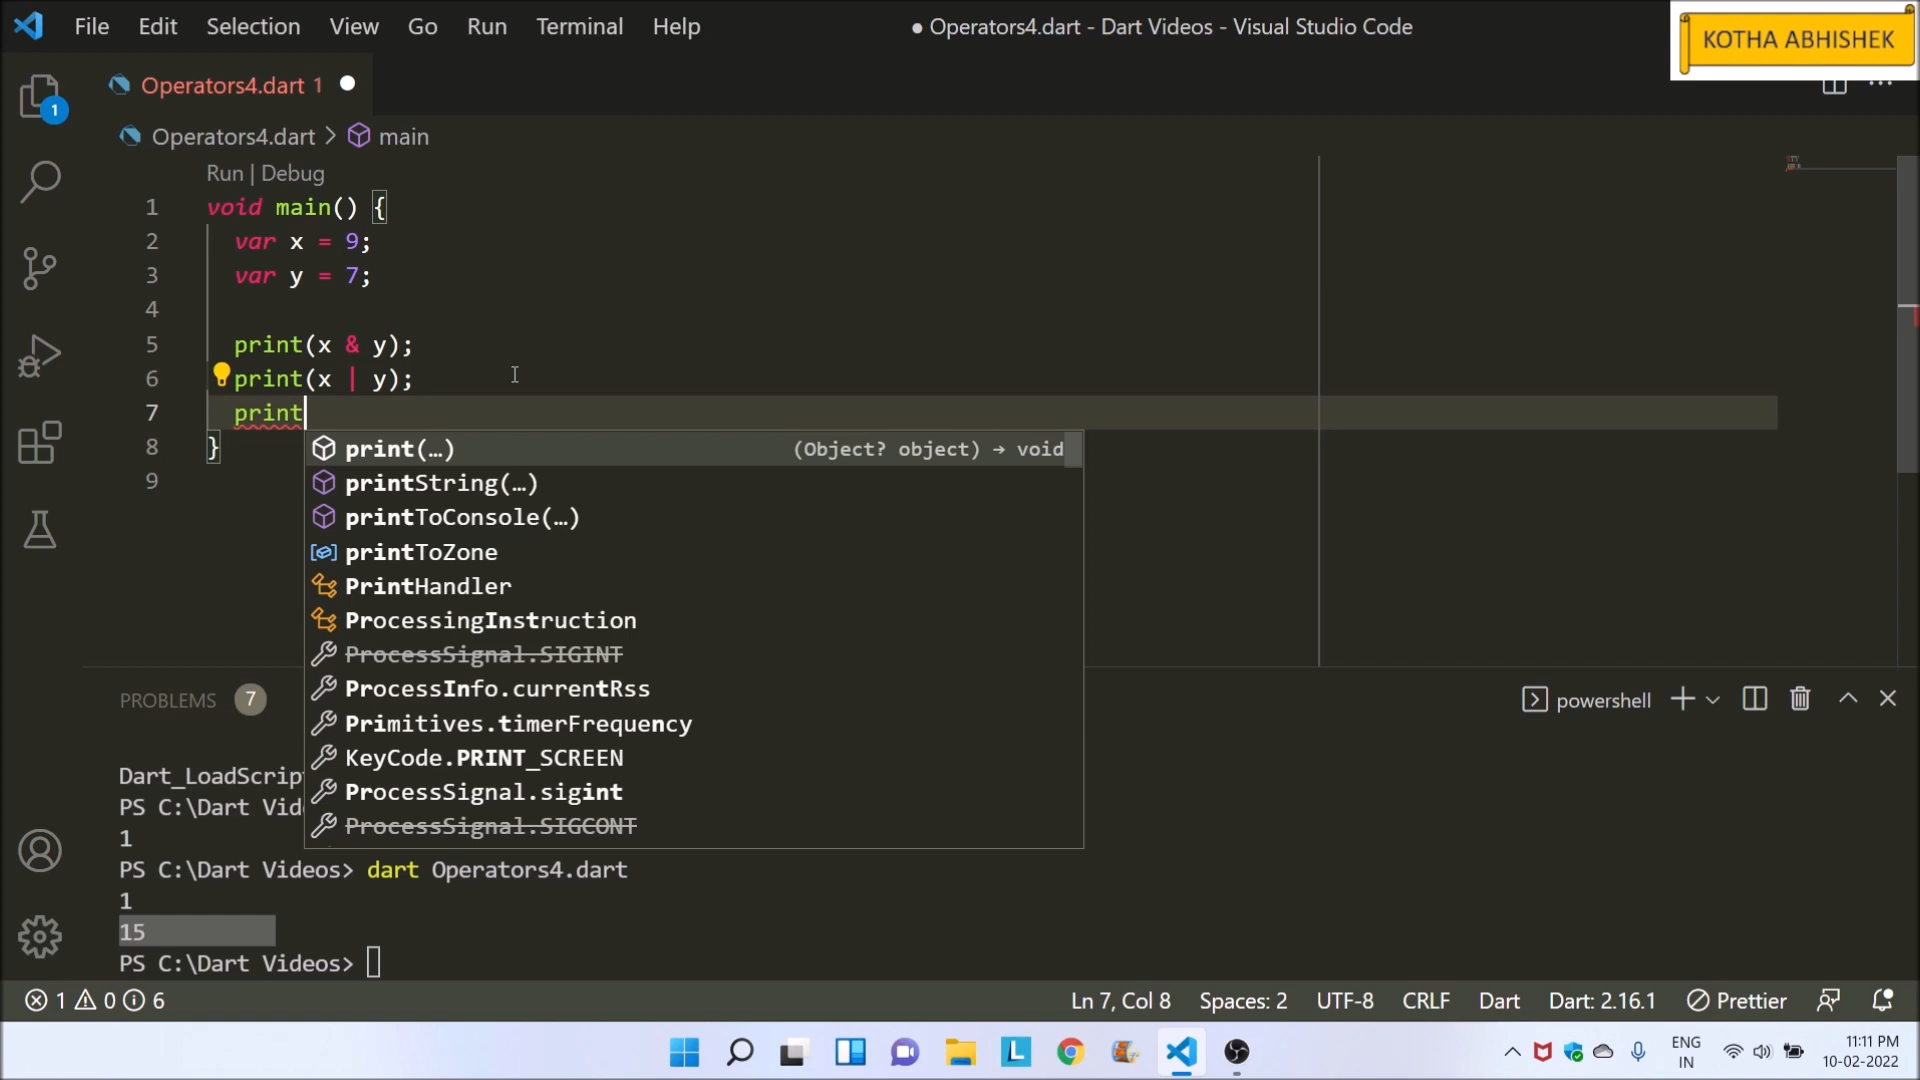 File Edit Selection View Go Run Terminal Help
● Operators4.dart - Dart Videos - Visual Studio Code
KOTHA ABHISHEK
1
Operators4.dart 1 ●
Operators4.dart > main
Run | Debug
1 void main() {
2 var x = 9;
3 var y = 7;
4
5 print(x & y);
6 print(x | y);
7 print
8 }
9
print(…) (Object? object) → void
printString(…)
printToConsole(…)
printToZone
PrintHandler
ProcessingInstruction
ProcessSignal.SIGINT
ProcessInfo.currentRss
Primitives.timerFrequency
KeyCode.PRINT_SCREEN
ProcessSignal.sigint
ProcessSignal.SIGCONT
PROBLEMS 7
powershell
Dart_LoadScrip
PS C:\Dart Vid
1
PS C:\Dart Videos> dart Operators4.dart
1
15
PS C:\Dart Videos>
1 0 6
Ln 7, Col 8 Spaces: 2 UTF-8 CRLF Dart Dart: 2.16.1 Prettier
ENG
IN
11:11 PM
10-02-2022